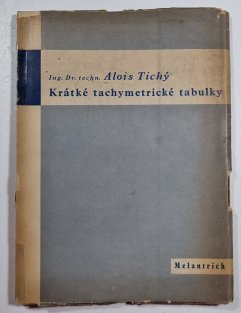 Ing. Dr. techn. Alois Tichý
Krátké tachymetrické tabulky
Melantrich